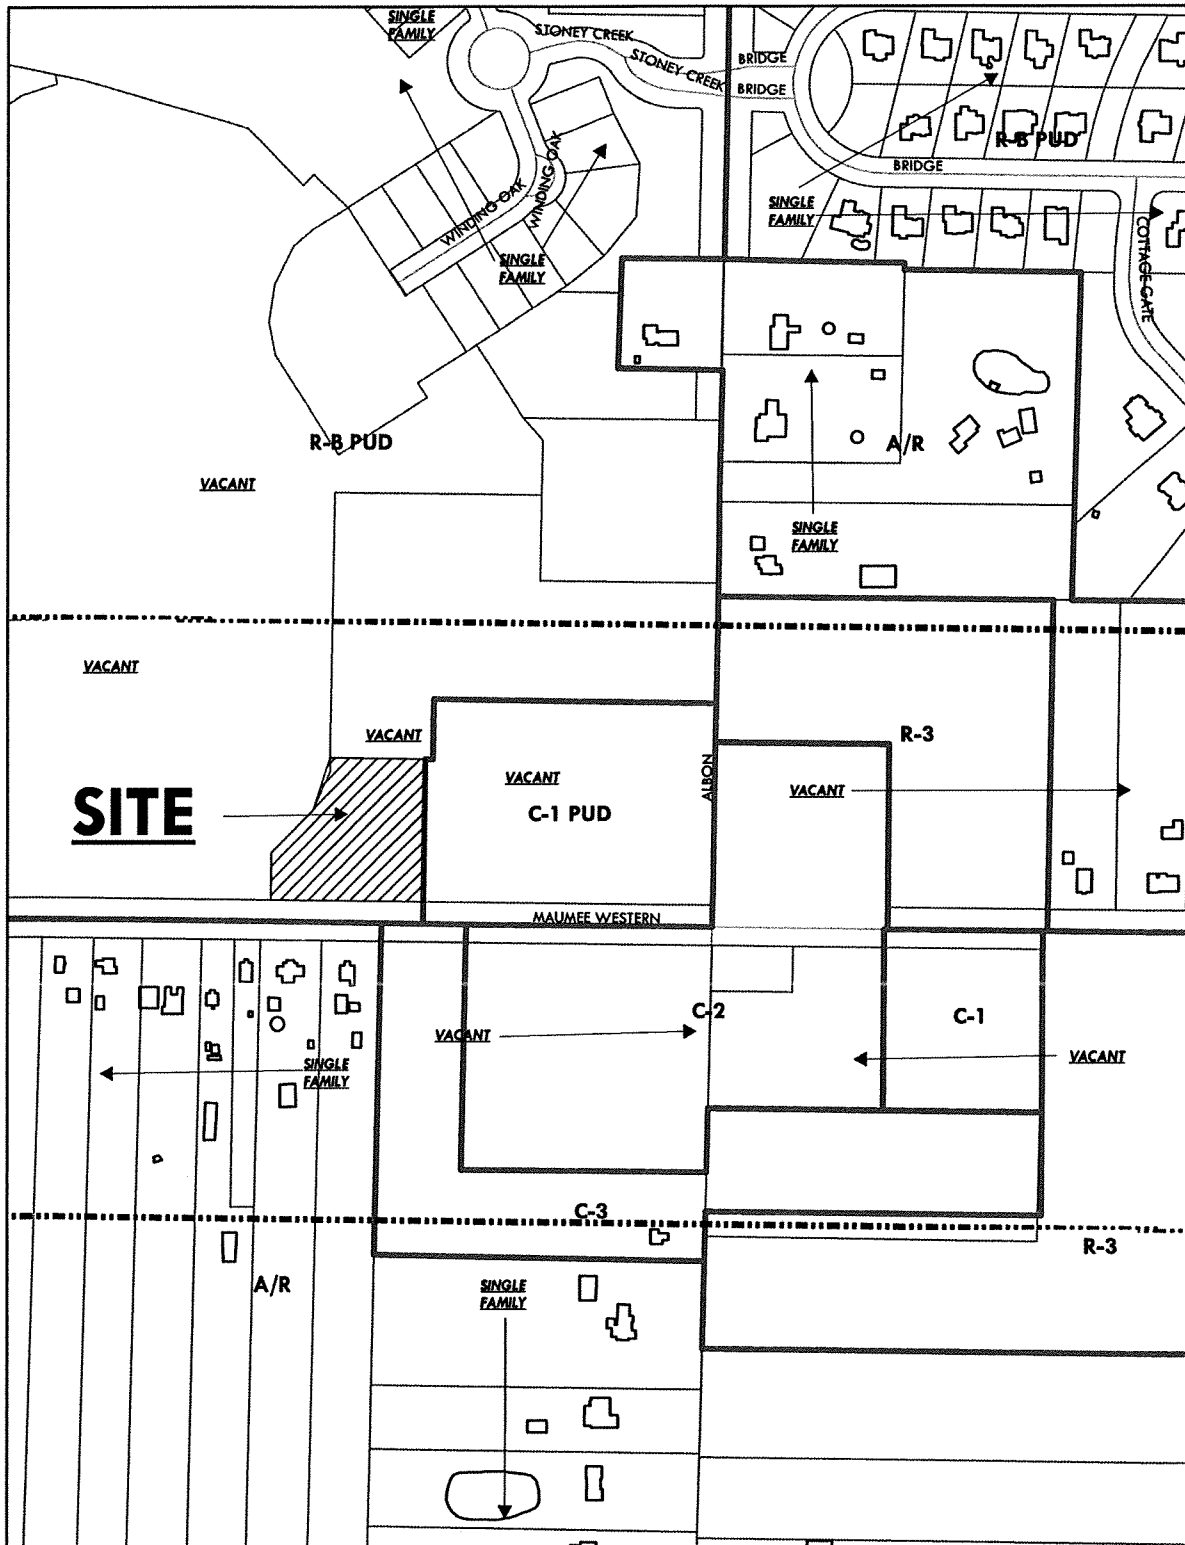 SINGLE
FAMILY
STONEY CREEK
STONEY CREEK
BRIDGE
BRIDGE
R-B PUD
BRIDGE
WINDING OAK
WINDING OAK
SINGLE
FAMILY
SINGLE
FAMILY
COTTAGE GATE
R-B PUD
A/R
VACANT
SINGLE
FAMILY
VACANT
VACANT
R-3
VACANT
ALBON
VACANT
SITE
C-1 PUD
MAUMEE WESTERN
C-2
C-1
VACANT
VACANT
SINGLE
FAMILY
C-3
R-3
A/R
SINGLE
FAMILY